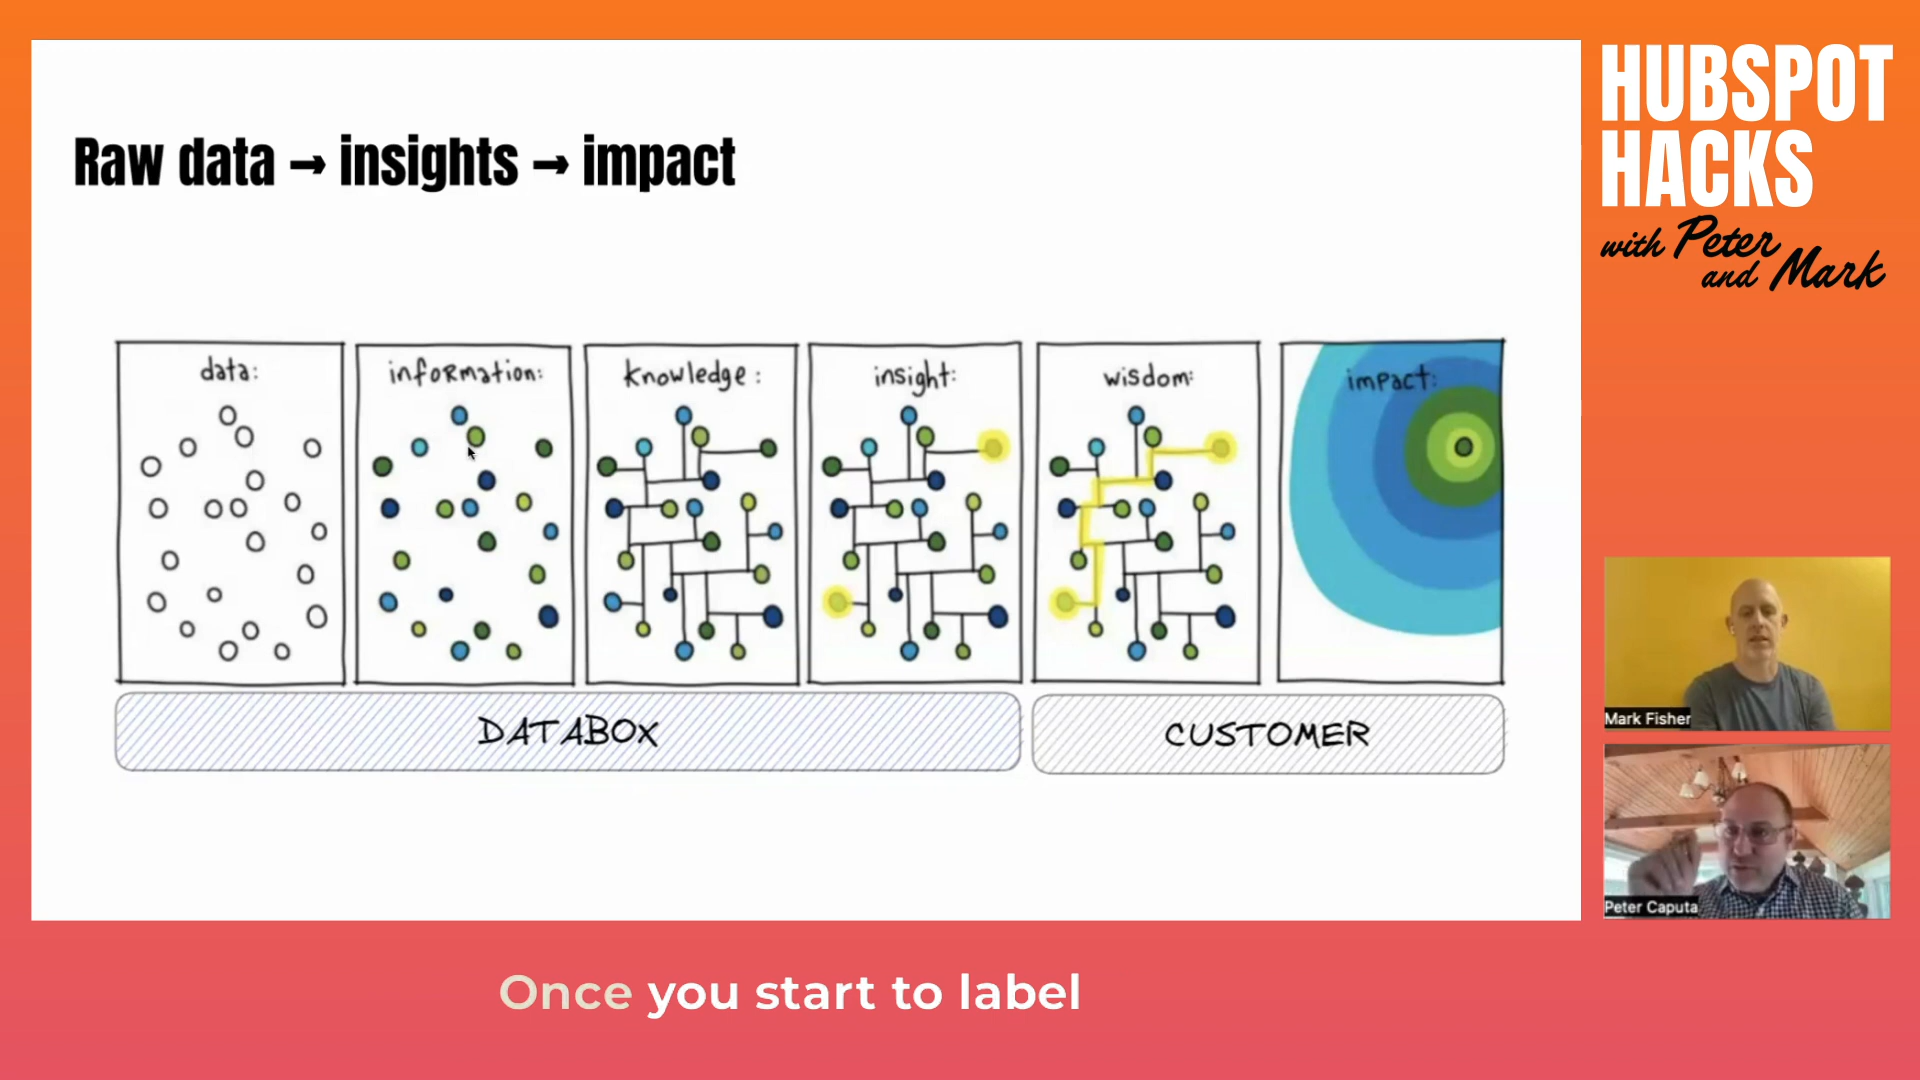 Raw data → insights → impact
data:
information:
knowledge:
insight:
wisdom:
impact:
DATABOX
CUSTOMER
HUBSPOT
HACKS
with Peter
and Mark
Mark Fisher
Peter Caputa
Once you start to label